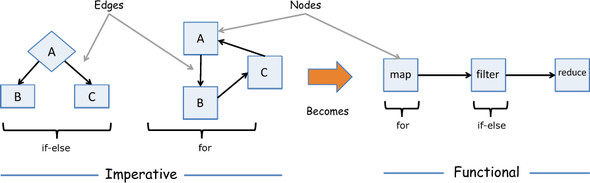 Edges
Nodes
A
B
C
if-else
A
B
C
for
Becomes
map
filter
reduce
for
if-else
Imperative
Functional